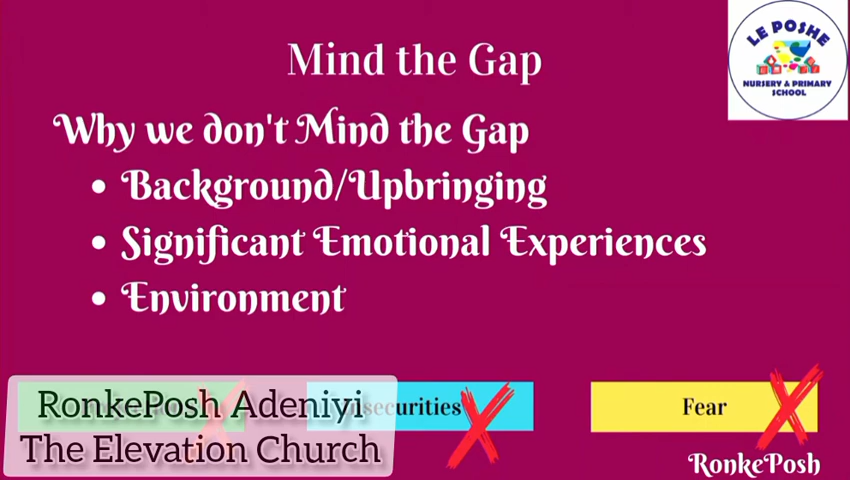 Mind the Gap
LE POSHE
NURSERY & PRIMARY
SCHOOL
Why we don't Mind the Gap
• Background/Upbringing
• Significant Emotional Experiences
• Environment
RonkePosh Adeniyi
The Elevation Church
Fear
RonkePosh